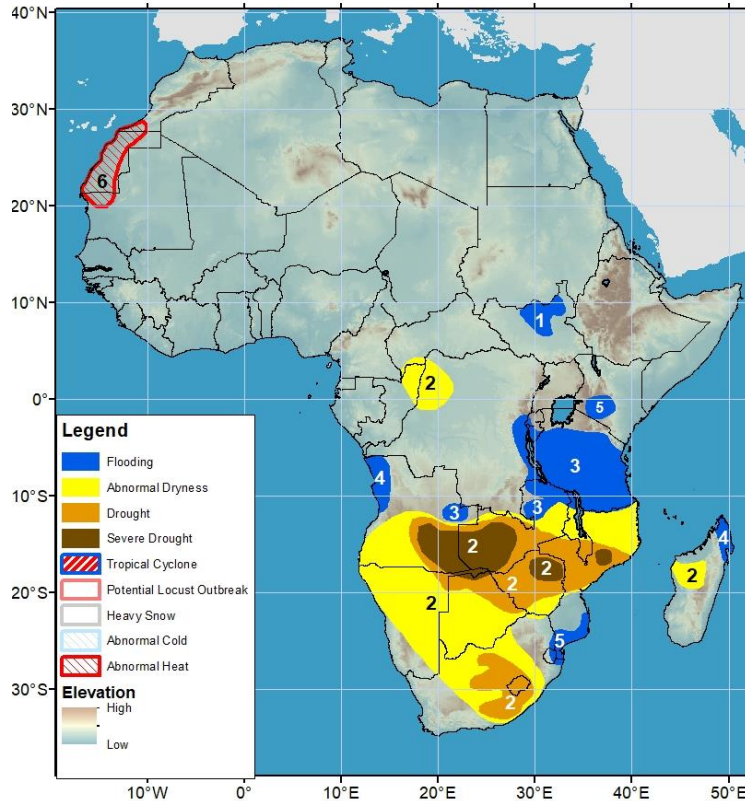 40°N
30°N
6
20°N
10°N
1
2
0°
5
3
4
10°S
3
3
4
2
2
2
2
20°S
2
5
30°S
2
Legend
Flooding
Abnormal Dryness
Drought
Severe Drought
Tropical Cyclone
Potential Locust Outbreak
Heavy Snow
Abnormal Cold
Abnormal Heat
Elevation
High
Low
10°W
0°
10°E
20°E
30°E
40°E
50°E